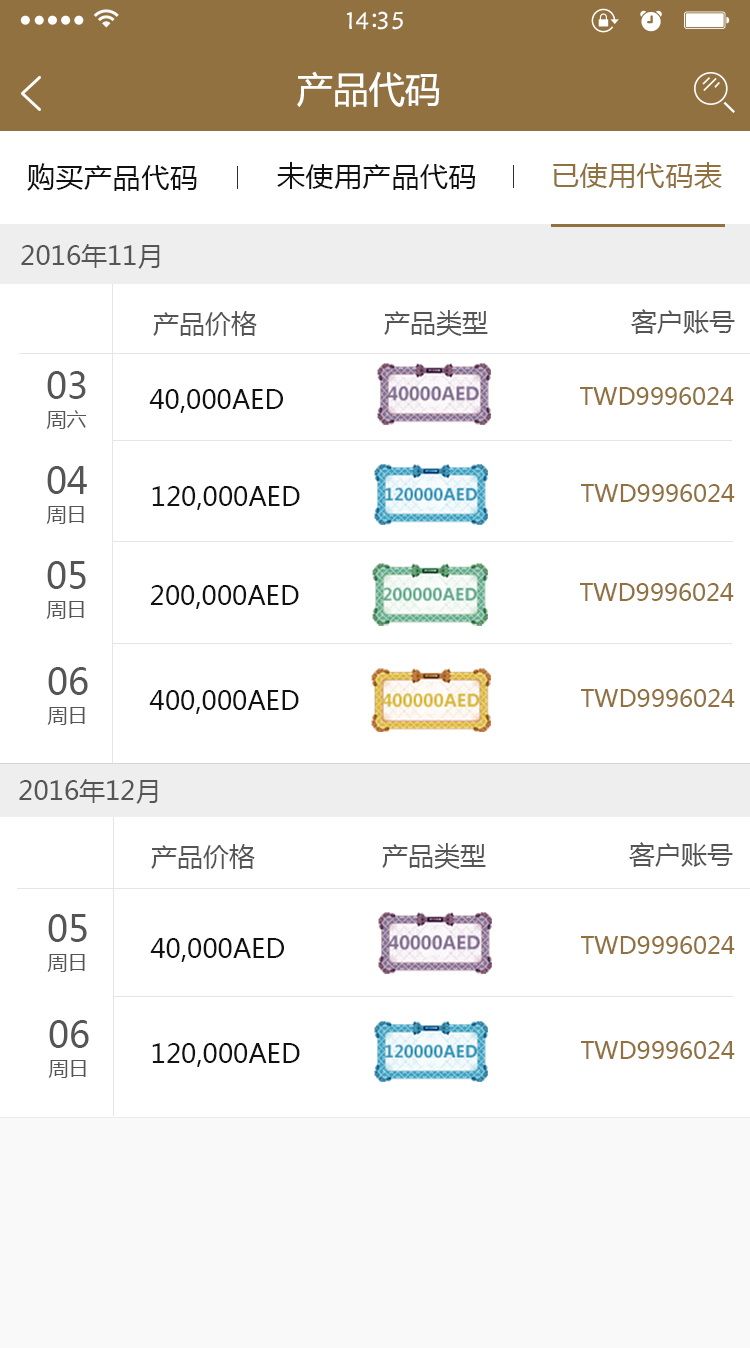 14:35
产品代码
购买产品代码 未使用产品代码 已使用代码表
2016年11月
产品价格 产品类型 客户账号
03
周六
40,000AED 40000AED TWD9996024
04
周日
120,000AED 120000AED TWD9996024
05
周日
200,000AED 200000AED TWD9996024
06
周日
400,000AED 400000AED TWD9996024
2016年12月
产品价格 产品类型 客户账号
05
周日
40,000AED 40000AED TWD9996024
06
周日
120,000AED 120000AED TWD9996024